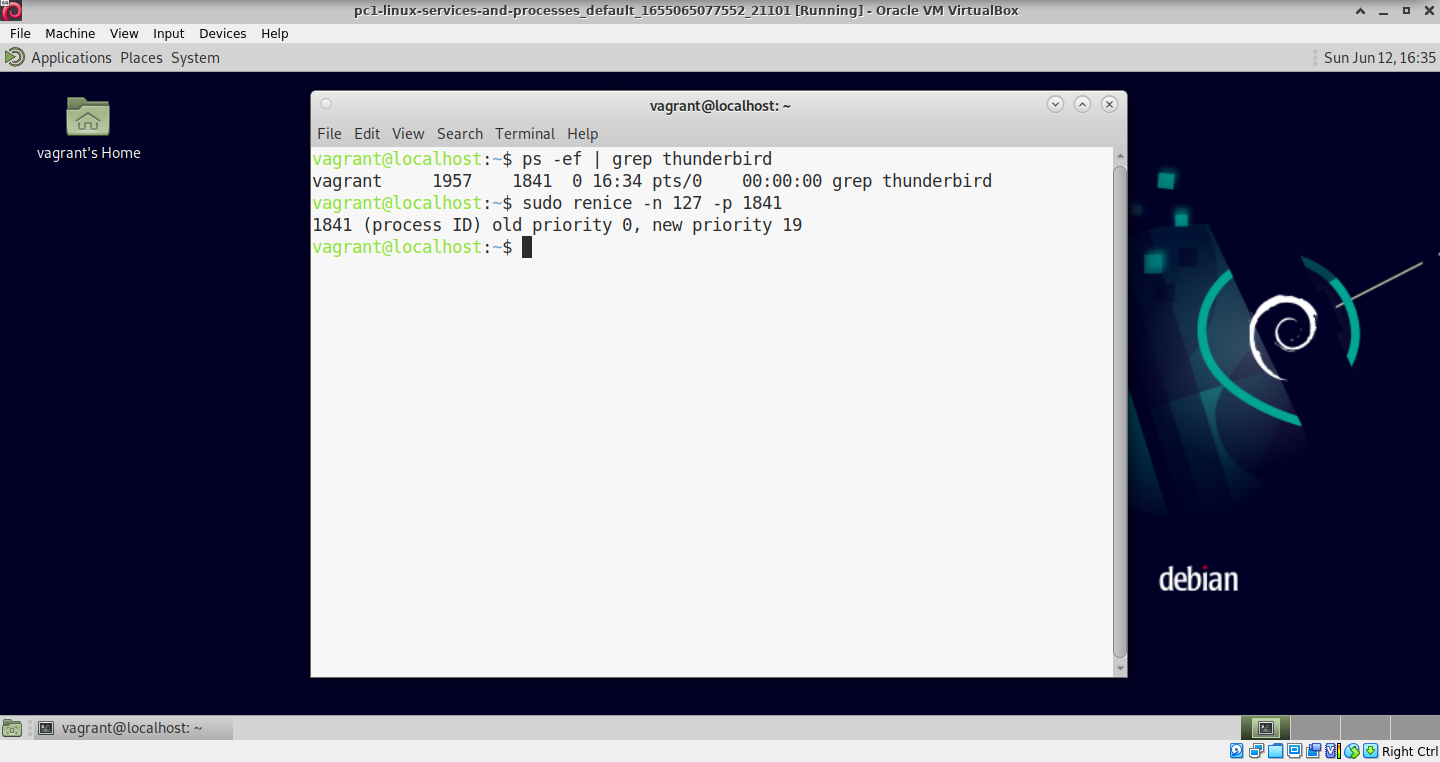 pc1-linux-services-and-processes_default_1655065077552_21101 [Running] - Oracle VM VirtualBox
File Machine View Input Devices Help
Applications Places System Sun Jun 12, 16:35
vagrant's Home
vagrant@localhost: ~
File Edit View Search Terminal Help
vagrant@localhost:~$ ps -ef | grep thunderbird
vagrant     1957    1841  0 16:34 pts/0    00:00:00 grep thunderbird
vagrant@localhost:~$ sudo renice -n 127 -p 1841
1841 (process ID) old priority 0, new priority 19
vagrant@localhost:~$
debian
vagrant@localhost: ~
Right Ctrl